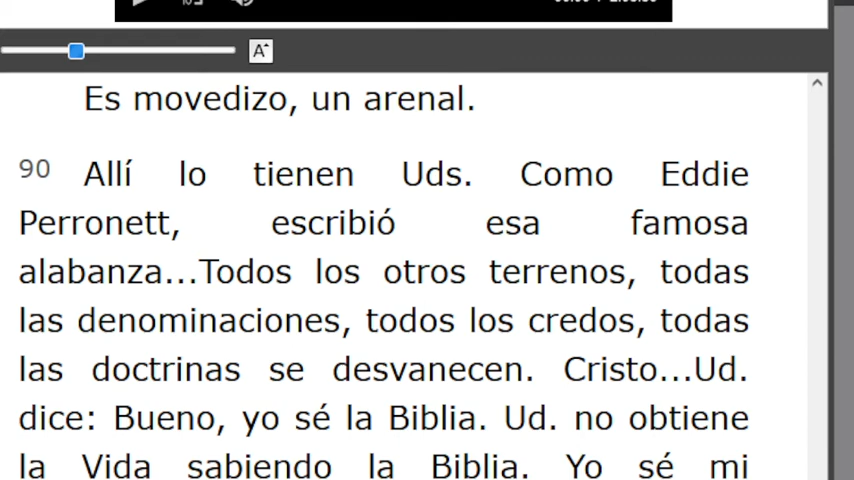 A
Es movedizo, un arenal.
90 Allí lo tienen Uds. Como Eddie
Perronett, escribió esa famosa
alabanza...Todos los otros terrenos, todas
las denominaciones, todos los credos, todas
las doctrinas se desvanecen. Cristo...Ud.
dice: Bueno, yo sé la Biblia. Ud. no obtiene
la Vida sabiendo la Biblia. Yo sé mi